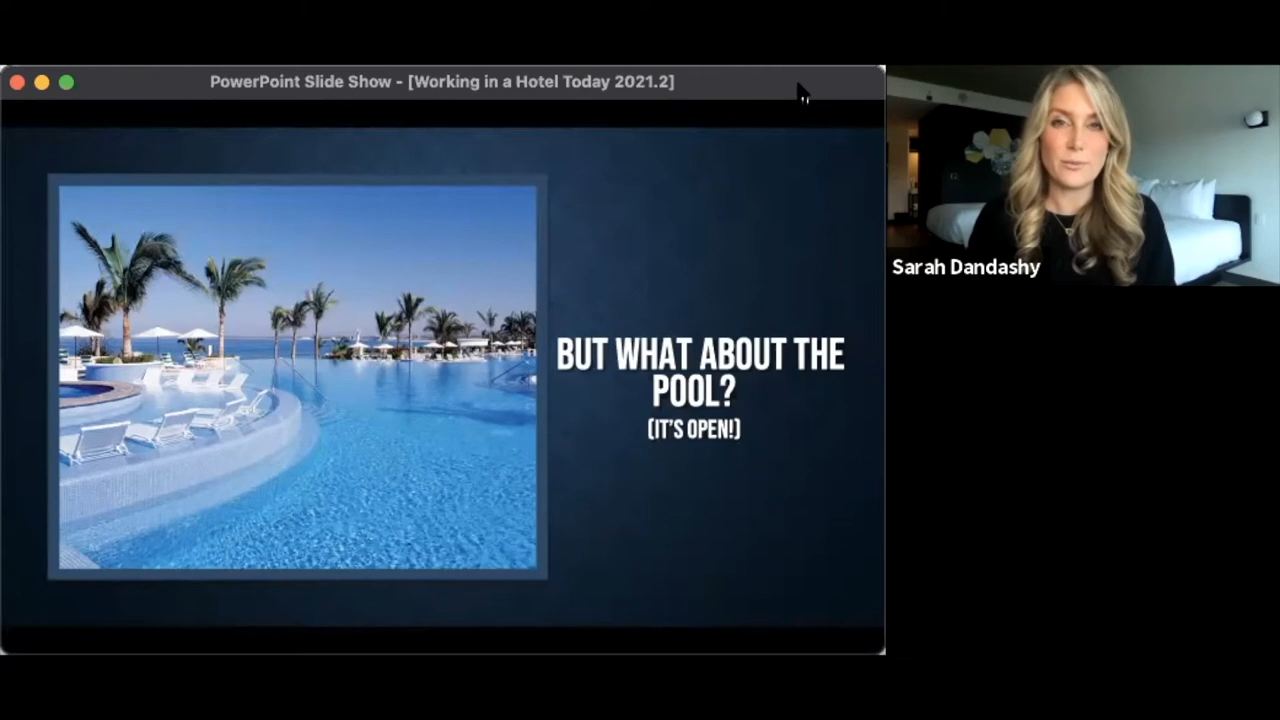 PowerPoint Slide Show - [Working in a Hotel Today 2021.2]
BUT WHAT ABOUT THE
POOL?
(IT'S OPEN!)
Sarah Dandashy